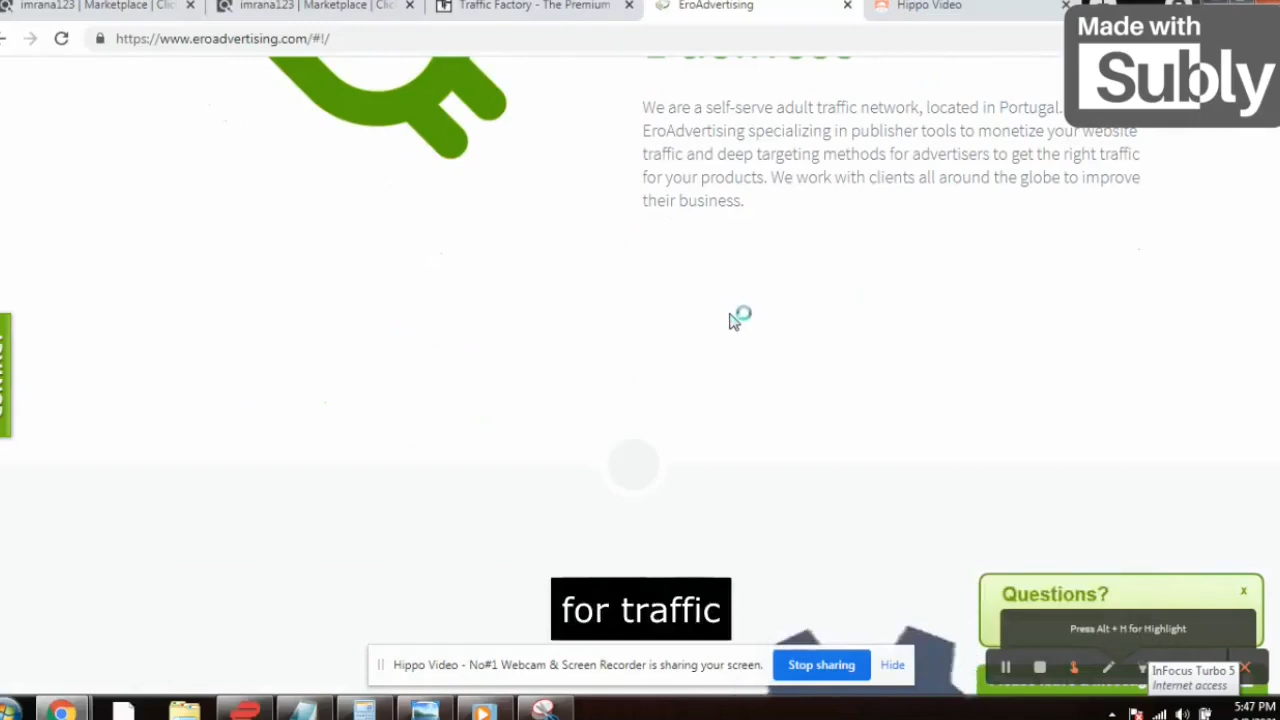 imrana123 | Marketplace | Clic
imrana123 | Marketplace | Clic
Traffic Factory - The Premium
EroAdvertising
Hippo Video
https://www.eroadvertising.com/#!/
Made with
Subly
We are a self-serve adult traffic network, located in Portugal.
EroAdvertising specializing in publisher tools to monetize your website
traffic and deep targeting methods for advertisers to get the right traffic
for your products. We work with clients all around the globe to improve
their business.
for traffic
Questions?
x
Press Alt + H for Highlight
Hippo Video - No#1 Webcam & Screen Recorder is sharing your screen.
Stop sharing
Hide
InFocus Turbo 5
Internet access
5:47 PM